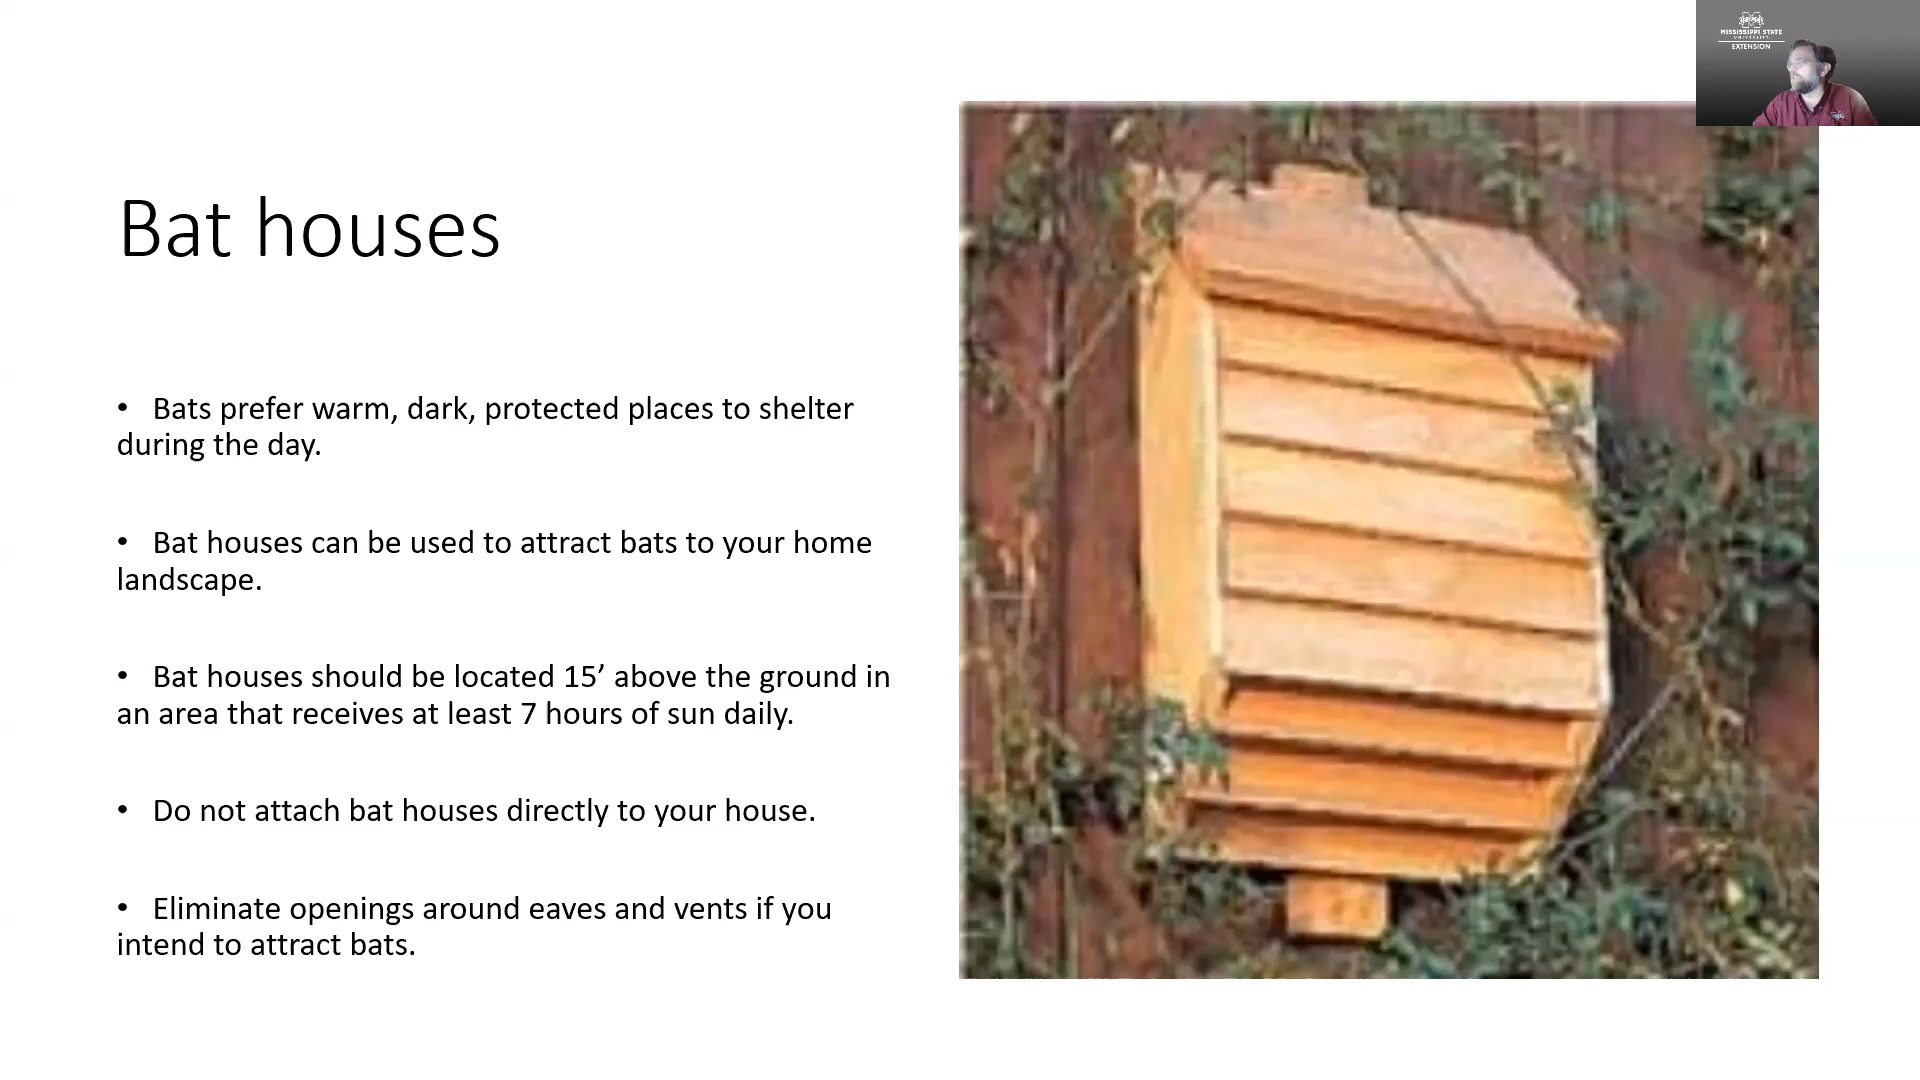 MISSISSIPPI STATE
UNIVERSITY
EXTENSION
Bat houses
• Bats prefer warm, dark, protected places to shelter
during the day.
• Bat houses can be used to attract bats to your home
landscape.
• Bat houses should be located 15’ above the ground in
an area that receives at least 7 hours of sun daily.
• Do not attach bat houses directly to your house.
• Eliminate openings around eaves and vents if you
intend to attract bats.